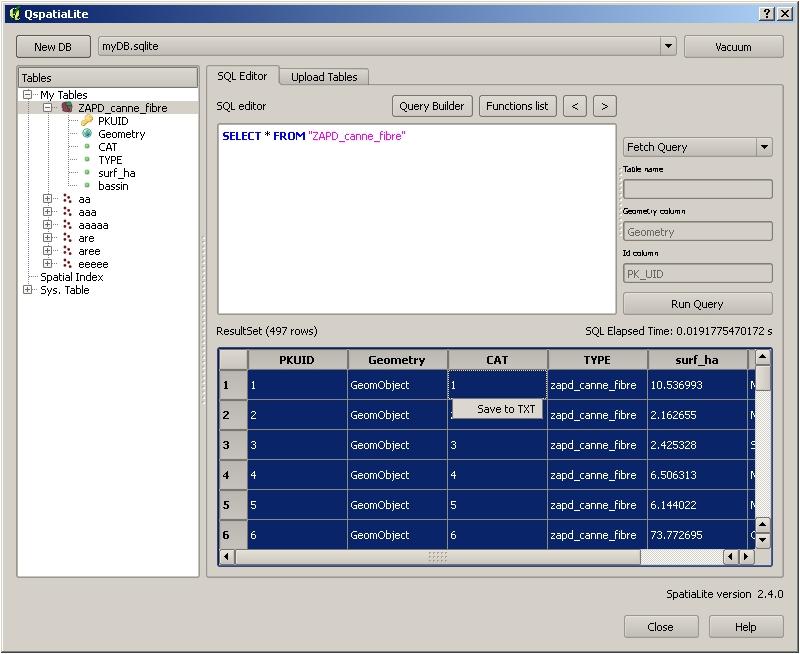 QspatiaLite
New DB
myDB.sqlite
Vacuum
Tables
My Tables
ZAPD_canne_fibre
PKUID
Geometry
CAT
TYPE
surf_ha
bassin
aa
aaa
aaaaa
are
aree
eeeee
Spatial Index
Sys. Table
SQL Editor
Upload Tables
SQL editor
Query Builder
Functions list
<
>
SELECT * FROM "ZAPD_canne_fibre"
Fetch Query
Table name
Geometry column
Geometry
Id column
PK_UID
Run Query
ResultSet (497 rows)
SQL Elapsed Time: 0.0191775470172 s
PKUID Geometry CAT TYPE surf_ha
1 1 GeomObject 1 zapd_canne_fibre 10.536993
Save to TXT
2 2 GeomObject zapd_canne_fibre 2.162655
3 3 GeomObject 3 zapd_canne_fibre 2.425328
4 4 GeomObject 4 zapd_canne_fibre 6.506313
5 5 GeomObject 5 zapd_canne_fibre 6.144022
6 6 GeomObject 6 zapd_canne_fibre 73.772695
SpatiaLite version 2.4.0
Close
Help